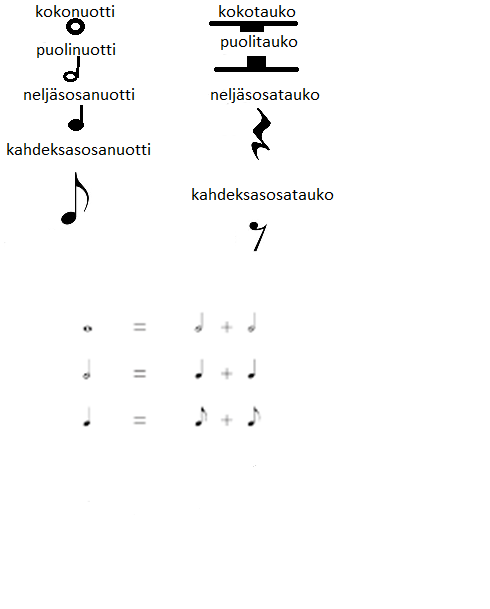 kokonuotti
kokotauko
puolinuotti
puolitauko
neljäsosanuotti
neljäsosatauko
kahdeksasosanuotti
kahdeksasosatauko
= +
= +
= +